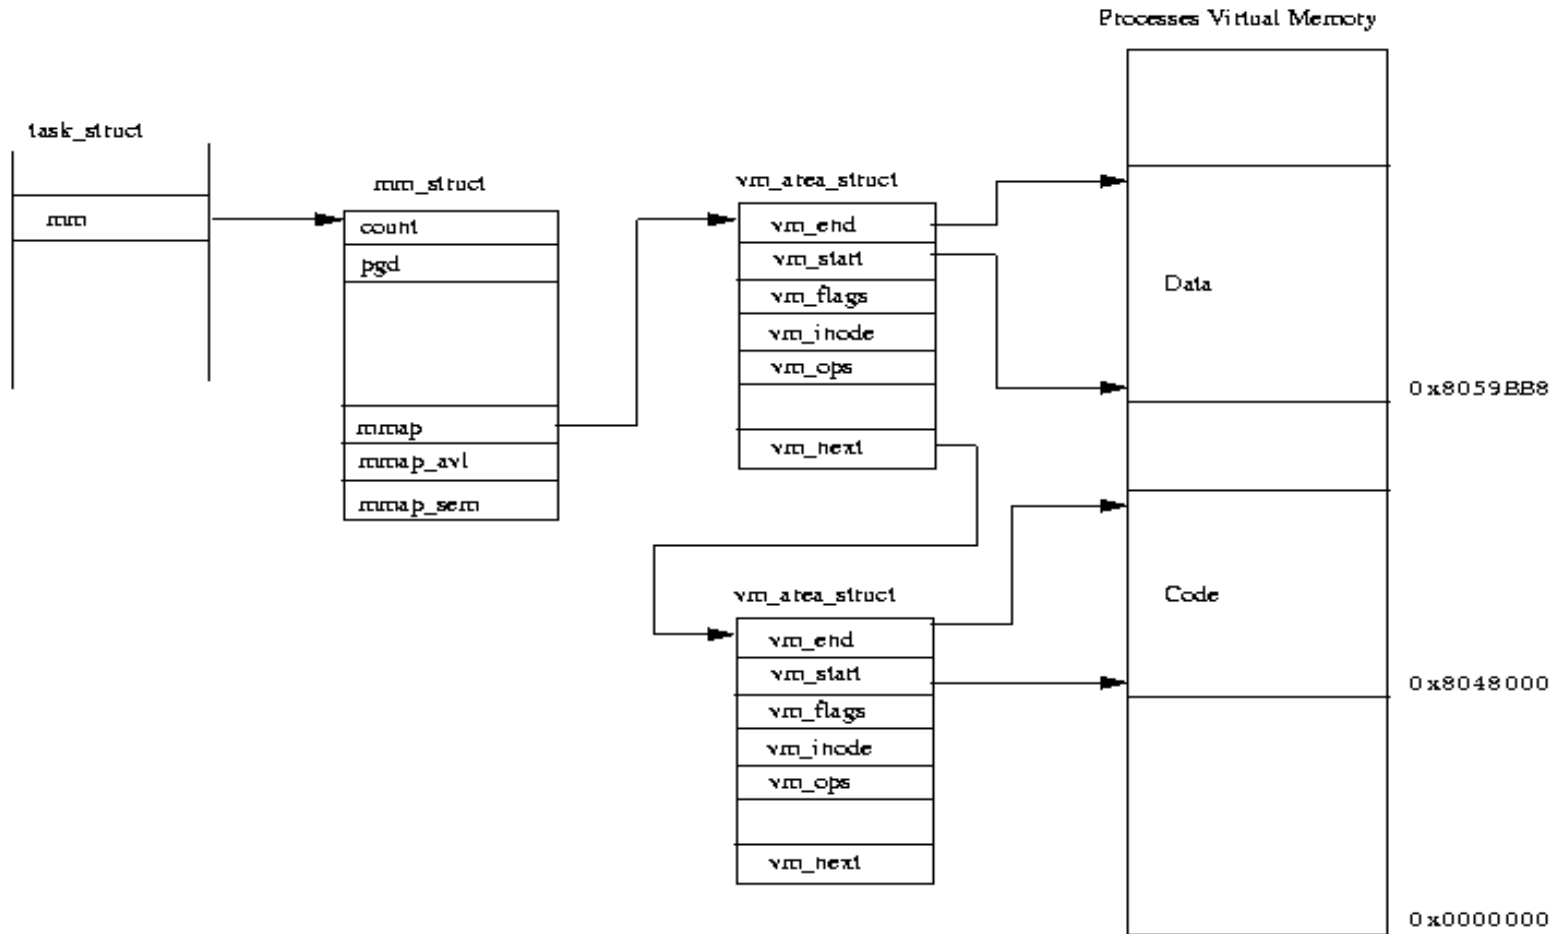 Processes Virtual Memory
task_struct
mm
mm_struct
count
pgd
mmap
mmap_avl
mmap_sem
vm_area_struct
vm_end
vm_start
vm_flags
vm_inode
vm_ops
vm_next
vm_area_struct
vm_end
vm_start
vm_flags
vm_inode
vm_ops
vm_next
Data
0x8059BB8
Code
0x8048000
0x0000000